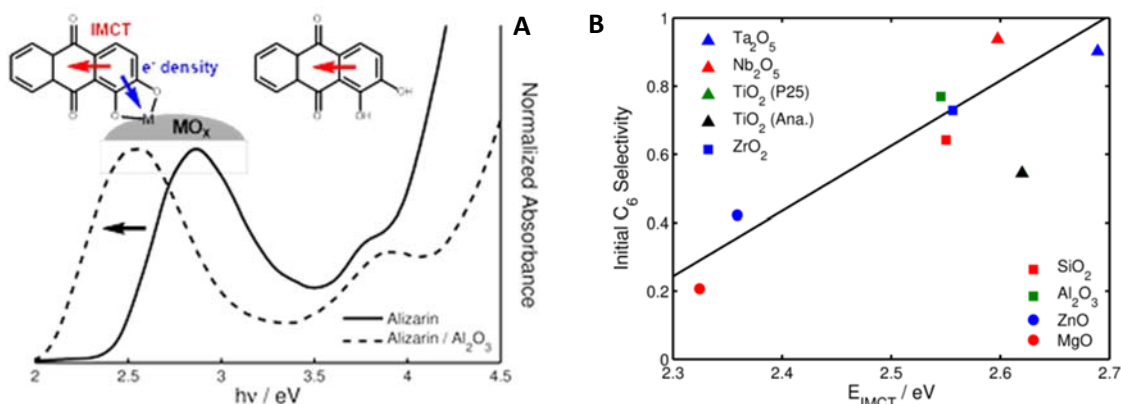 A
IMCT
e⁻ density
O
O
O
O
M
MOₓ
O
O
OH
OH
Normalized Absorbance
Alizarin
Alizarin / Al₂O₃
2 2.5 3 3.5 4 4.5
hν / eV
B
Initial C₆ Selectivity
1
0.8
0.6
0.4
0.2
0
Ta₂O₅
Nb₂O₅
TiO₂ (P25)
TiO₂ (Ana.)
ZrO₂
SiO₂
Al₂O₃
ZnO
MgO
2.3 2.4 2.5 2.6 2.7
E_IMCT / eV